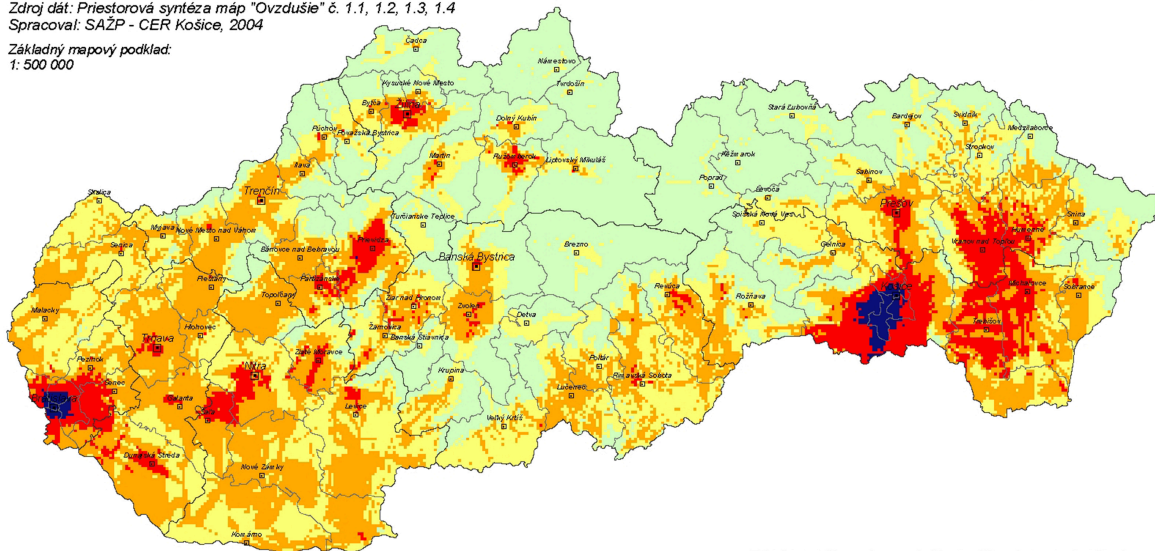 Zdroj dát: Priestorová syntéza máp "Ovzdušie" č. 1.1, 1.2, 1.3, 1.4
Spracoval: SAŽP - CER Košice, 2004
Základný mapový podklad:
1: 500 000
Čadca
Námestovo
Tvrdošín
Kysucké Nové Mesto
Bytča
Žilina
Stará Ľubovňa
Bardejov
Svidník
Medzilaborce
Púchov
Považská Bystrica
Dolný Kubín
Stropkov
Ilava
Martin
Ružomberok
Liptovský Mikuláš
Kežmarok
Poprad
Sabinov
Levoča
Skalica
Trenčín
Prešov
Turčianske Teplice
Spišská Nová Ves
Snina
Myjava
Nové Mesto nad Váhom
Humenné
Senica
Bánovce nad Bebravou
Prievidza
Brezno
Gelnica
Vranov nad Topľou
Banská Bystrica
Piešťany
Partizánske
Revúca
Košice
Michalovce
Sobrance
Topoľčany
Žiar nad Hronom
Zvolen
Rožňava
Malacky
Detva
Hlohovec
Žarnovica
Trebišov
Trnava
Banská Štiavnica
Pezinok
Zlaté Moravce
Poltár
Nitra
Krupina
Rimavská Sobota
Senec
Bratislava
Galanta
Lučenec
Šaľa
Levice
Veľký Krtíš
Dunajská Streda
Nové Zámky
Komárno